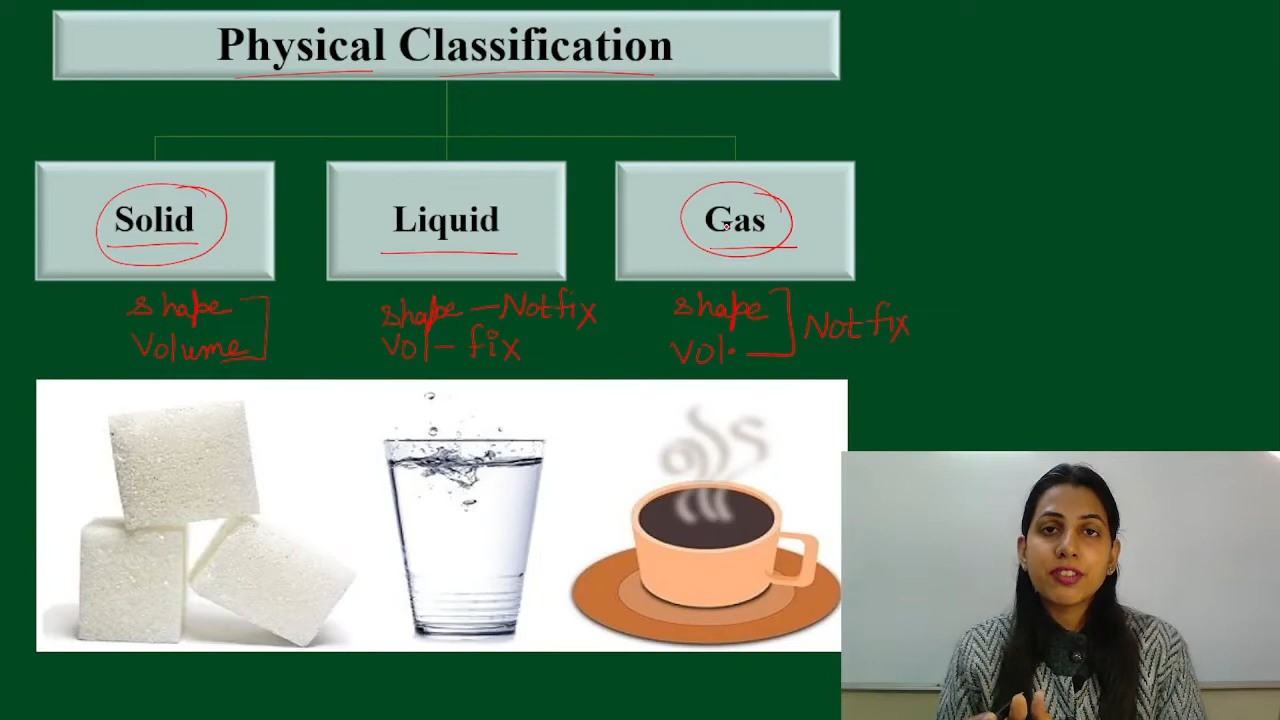 Physical Classification
Solid
Liquid
Gas
shape
Volume
shape - Not fix
Vol - fix
shape
Vol.
Not fix